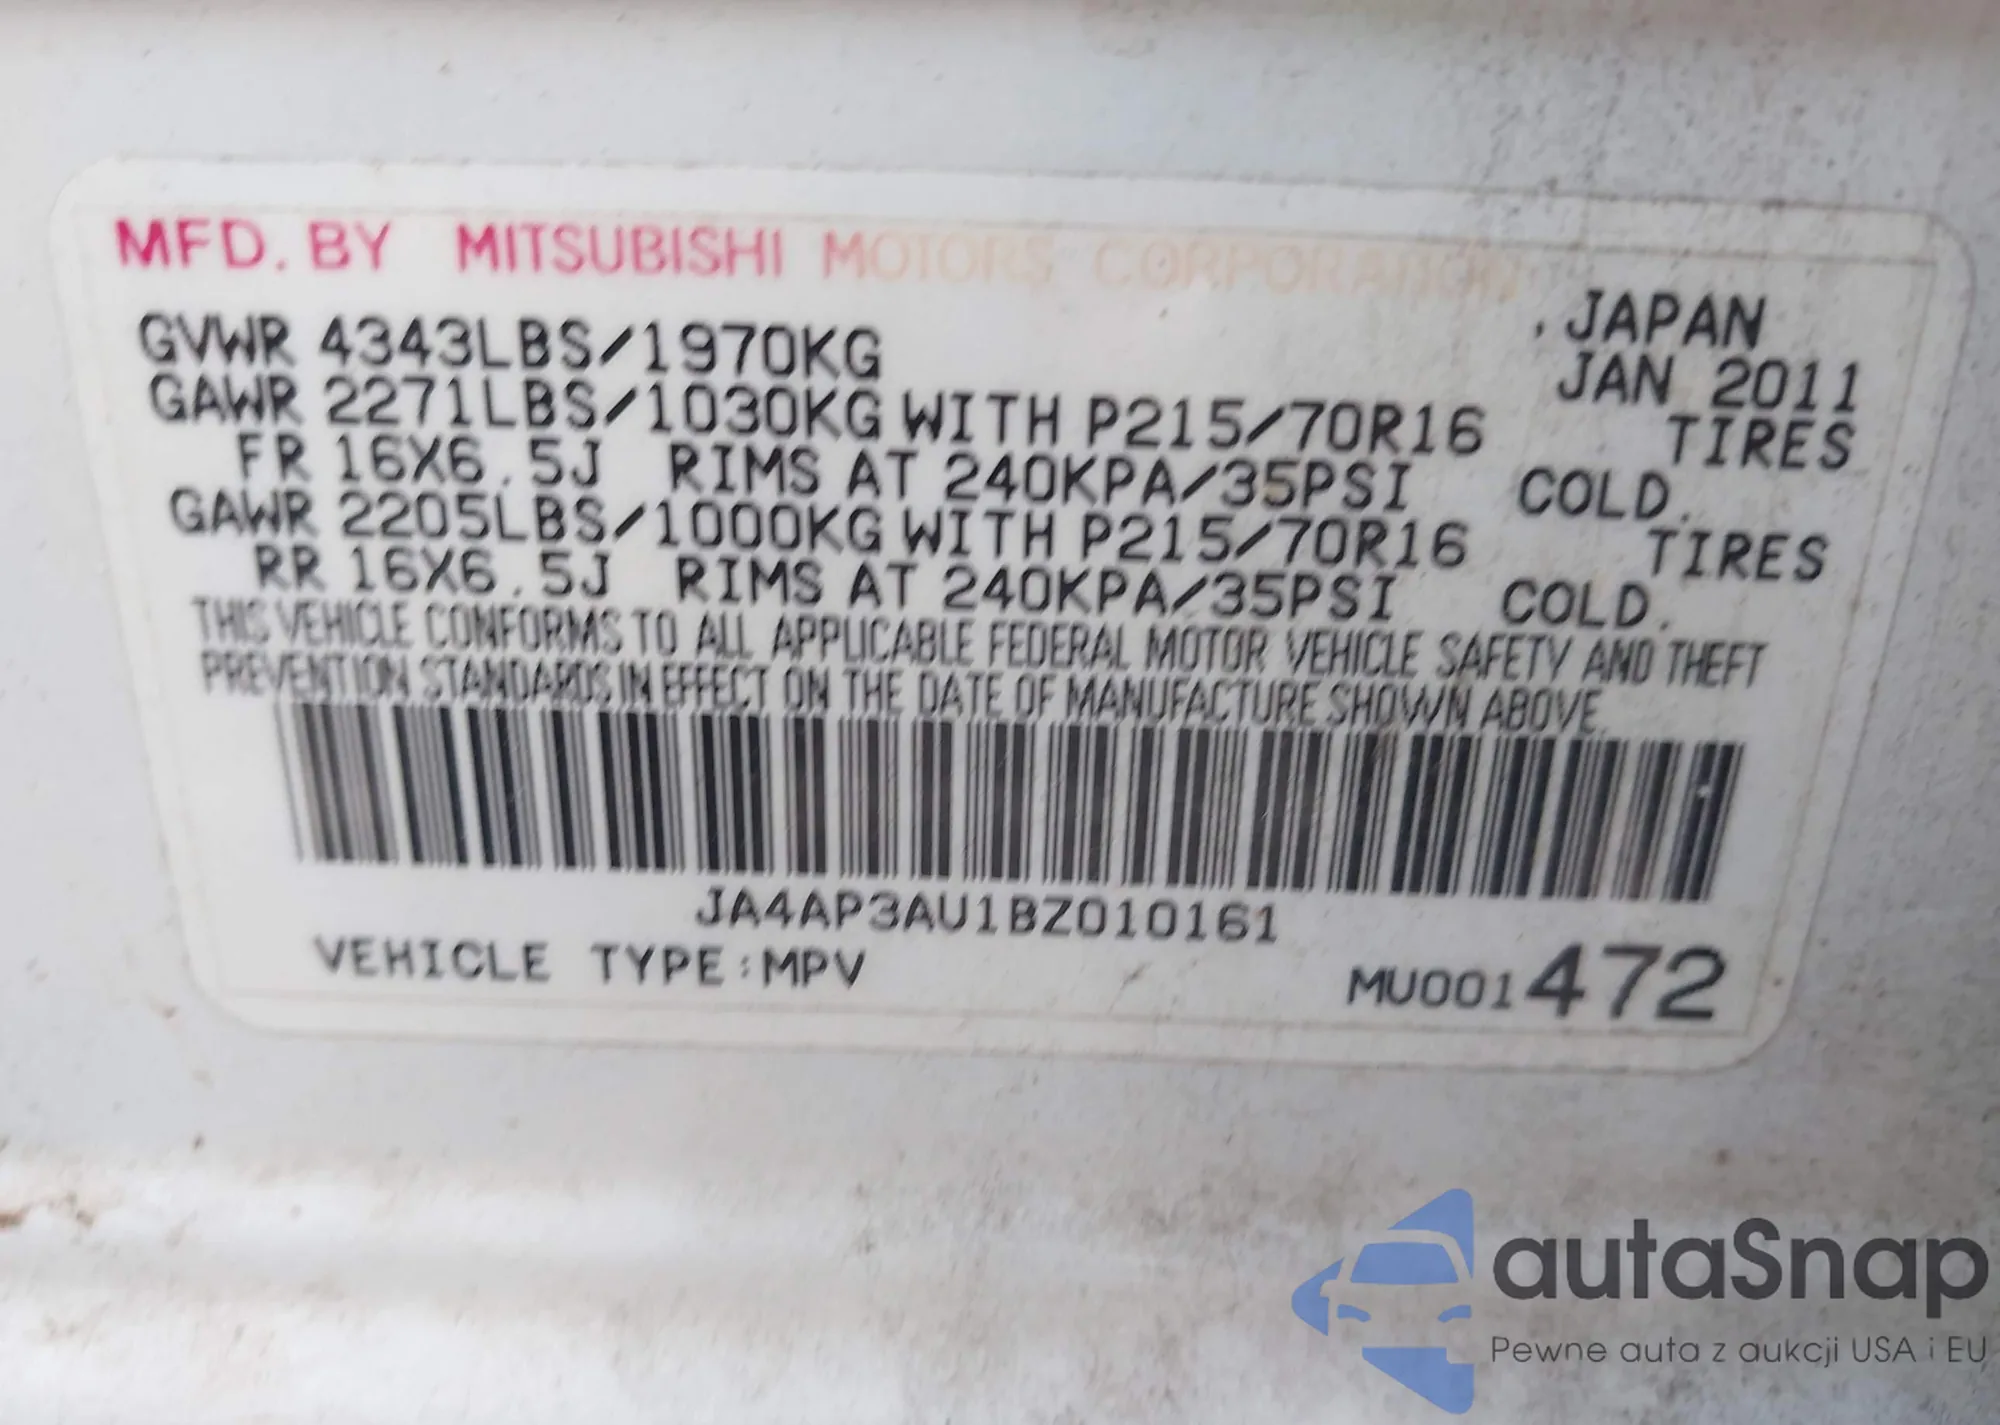 MFD. BY MITSUBISHI MOTORS CORPORATION
JAPAN
GVWR 4343LBS/1970KG JAN 2011
GAWR 2271LBS/1030KG WITH P215/70R16 TIRES
FR 16X6.5J RIMS AT 240KPA/35PSI COLD.
GAWR 2205LBS/1000KG WITH P215/70R16 TIRES
RR 16X6.5J RIMS AT 240KPA/35PSI COLD.
THIS VEHICLE CONFORMS TO ALL APPLICABLE FEDERAL MOTOR VEHICLE SAFETY AND THEFT
PREVENTION STANDARDS IN EFFECT ON THE DATE OF MANUFACTURE SHOWN ABOVE.
JA4AP3AU1BZ010161
VEHICLE TYPE:MPV MU001472
autaSnap
Pewne auta z aukcji USA i EU